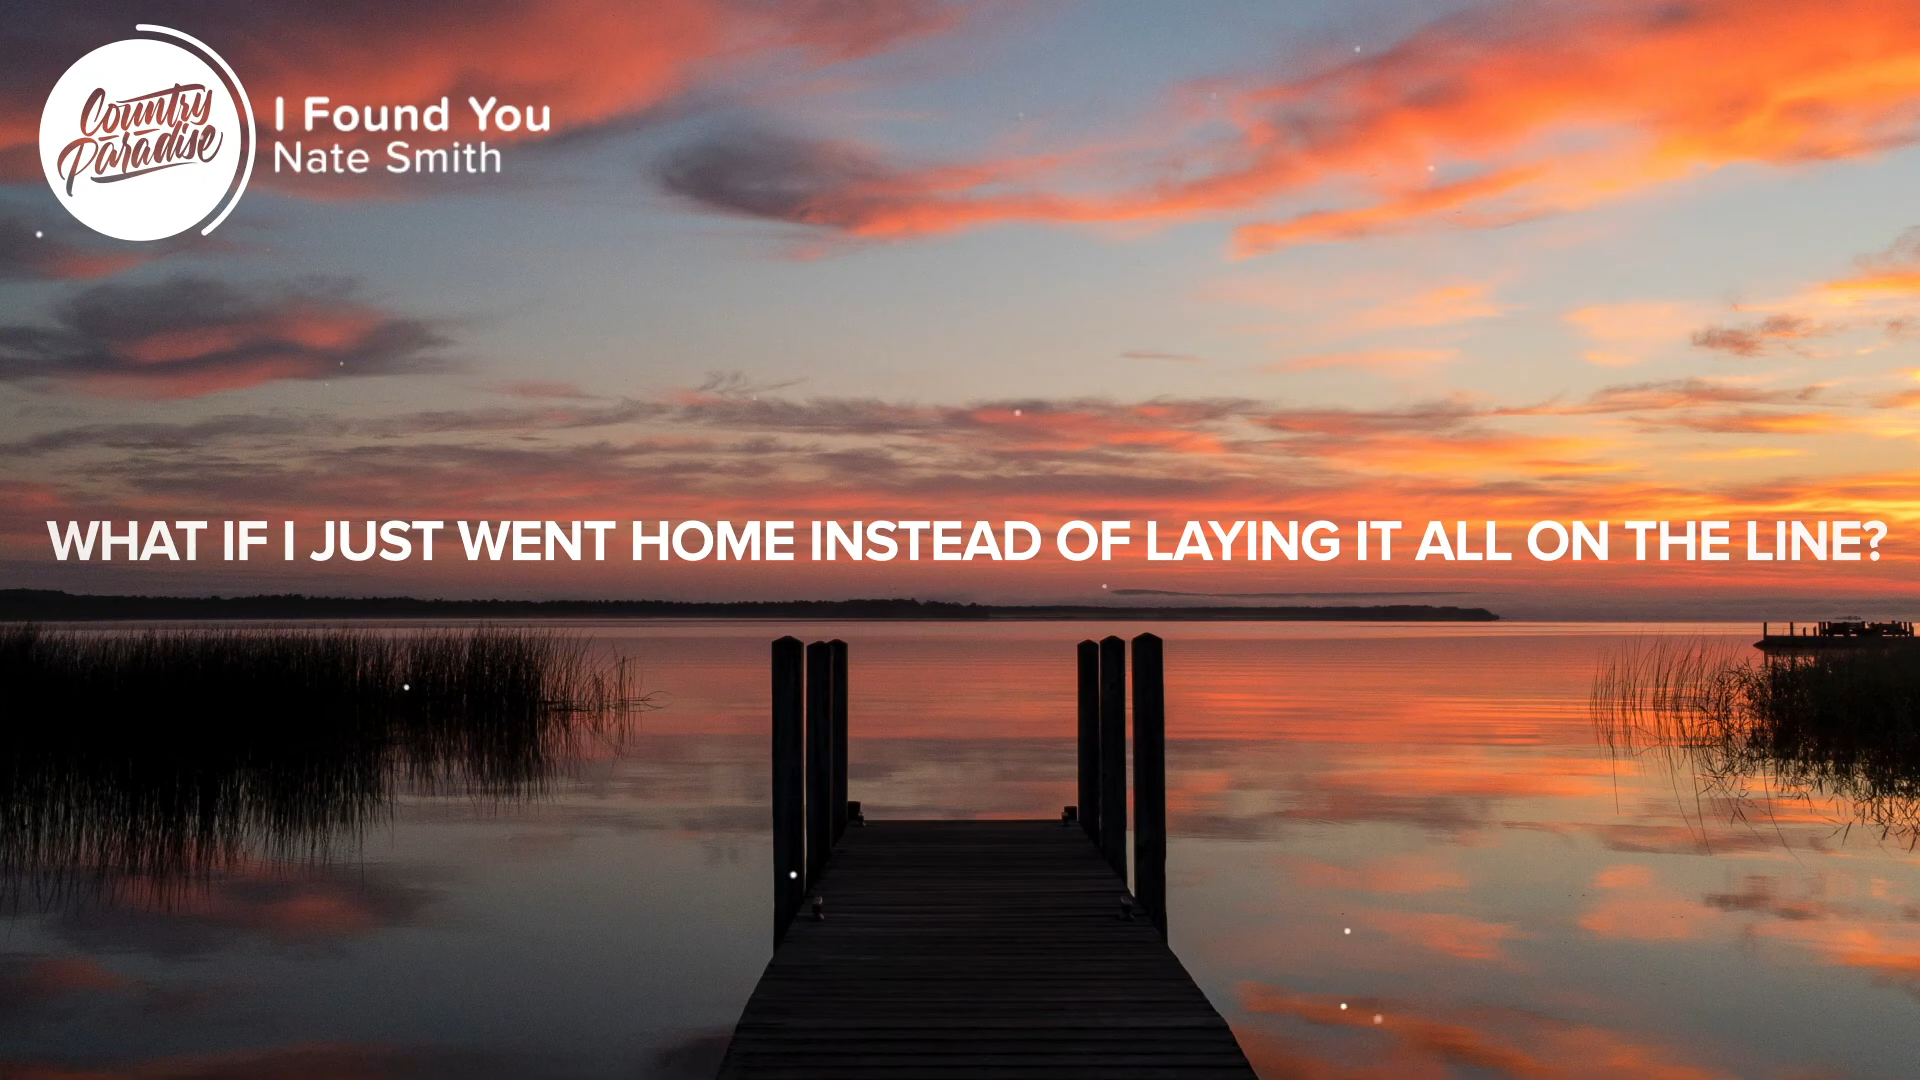 Country
Paradise
I Found You
Nate Smith
WHAT IF I JUST WENT HOME INSTEAD OF LAYING IT ALL ON THE LINE?